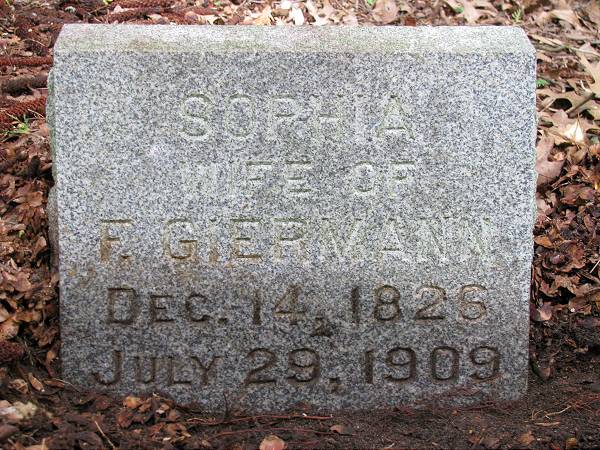 SOPHIA
WIFE OF
F. GIERMANN
DEC. 14, 1826
JULY 29, 1909